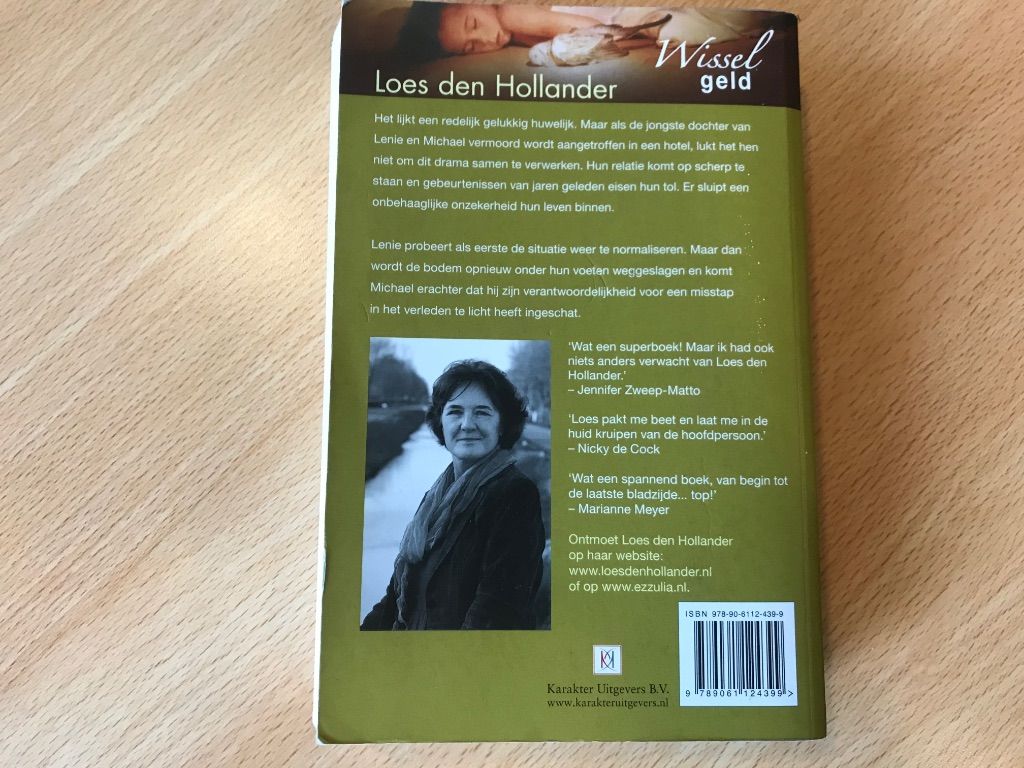 Wissel
geld
Loes den Hollander
Het lijkt een redelijk gelukkig huwelijk. Maar als de jongste dochter van
Lenie en Michael vermoord wordt aangetroffen in een hotel, lukt het hen
niet om dit drama samen te verwerken. Hun relatie komt op scherp te
staan en gebeurtenissen van jaren geleden eisen hun tol. Er sluipt een
onbehaaglijke onzekerheid hun leven binnen.
Lenie probeert als eerste de situatie weer te normaliseren. Maar dan
wordt de bodem opnieuw onder hun voeten weggeslagen en komt
Michael erachter dat hij zijn verantwoordelijkheid voor een misstap
in het verleden te licht heeft ingeschat.
‘Wat een superboek! Maar ik had ook
niets anders verwacht van Loes den
Hollander.’
– Jennifer Zweep-Matto
‘Loes pakt me beet en laat me in de
huid kruipen van de hoofdpersoon.’
– Nicky de Cock
‘Wat een spannend boek, van begin tot
de laatste bladzijde... top!’
– Marianne Meyer
Ontmoet Loes den Hollander
op haar website:
www.loesdenhollander.nl
of op www.ezzulia.nl.
ISBN 978-90-6112-439-9
9 789061 124399 >
Karakter Uitgevers B.V.
www.karakteruitgevers.nl